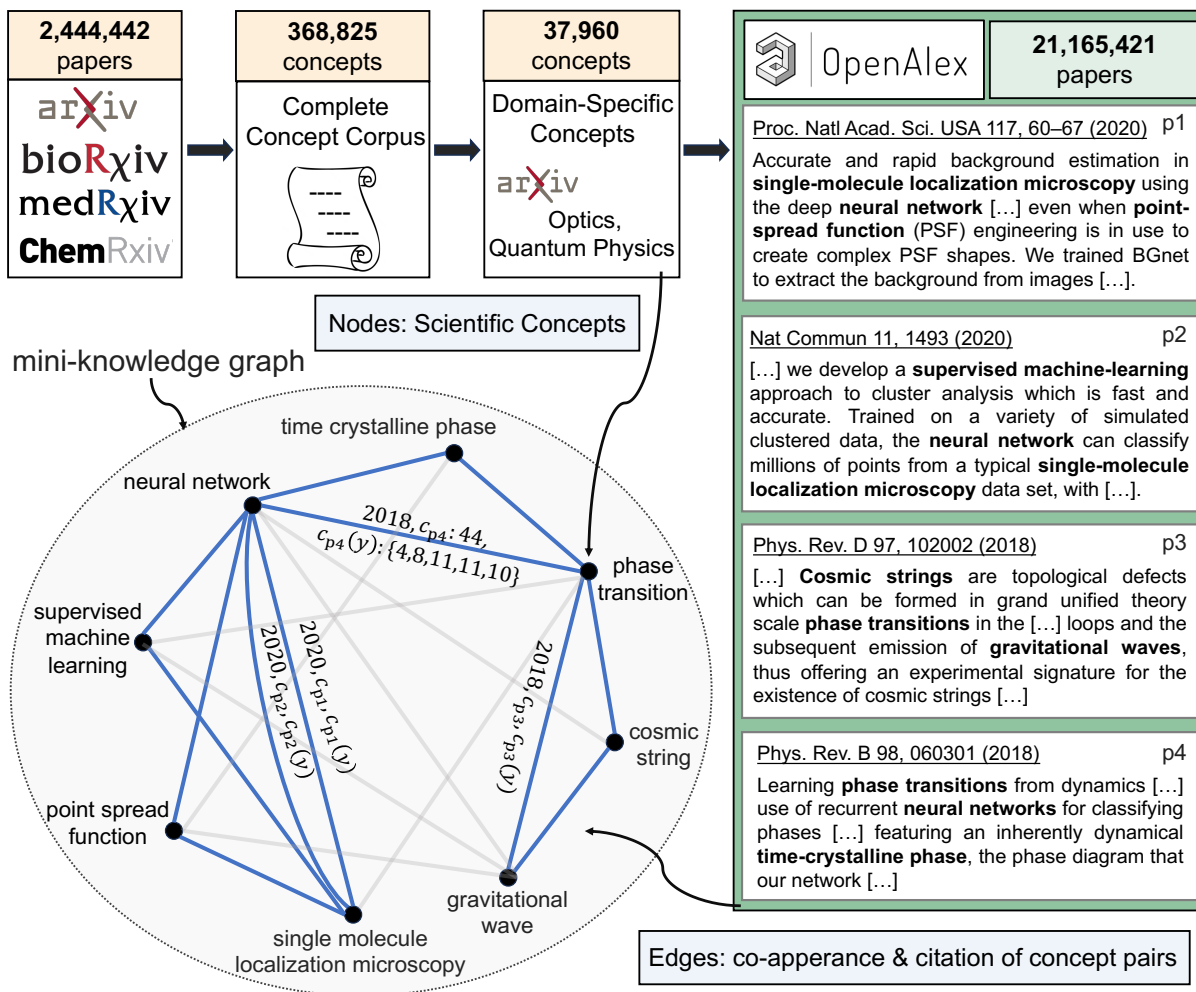 2,444,442
papers
arXiv
bioRχiv
medRχiv
ChemRxiv
368,825
concepts
Complete
Concept Corpus
37,960
concepts
Domain-Specific
Concepts
arXiv
Optics,
Quantum Physics
OpenAlex
21,165,421
papers
Proc. Natl Acad. Sci. USA 117, 60–67 (2020) p1
Accurate and rapid background estimation in
single-molecule localization microscopy using
the deep neural network […] even when point-
spread function (PSF) engineering is in use to
create complex PSF shapes. We trained BGnet
to extract the background from images […].
Nat Commun 11, 1493 (2020) p2
[…] we develop a supervised machine-learning
approach to cluster analysis which is fast and
accurate. Trained on a variety of simulated
clustered data, the neural network can classify
millions of points from a typical single-molecule
localization microscopy data set, with […].
Phys. Rev. D 97, 102002 (2018) p3
[…] Cosmic strings are topological defects
which can be formed in grand unified theory
scale phase transitions in the […] loops and the
subsequent emission of gravitational waves,
thus offering an experimental signature for the
existence of cosmic strings […]
Phys. Rev. B 98, 060301 (2018) p4
Learning phase transitions from dynamics […]
use of recurrent neural networks for classifying
phases […] featuring an inherently dynamical
time-crystalline phase, the phase diagram that
our network […]
Nodes: Scientific Concepts
mini-knowledge graph
time crystalline phase
neural network
2018, c_p4: 44,
c_p4(y): {4,8,11,11,10}
phase
transition
supervised
machine
learning
2020, c_p1, c_p1(y)
2020, c_p2, c_p2(y)
2018, c_p3, c_p3(y)
cosmic
string
point spread
function
gravitational
wave
single molecule
localization microscopy
Edges: co-apperance & citation of concept pairs